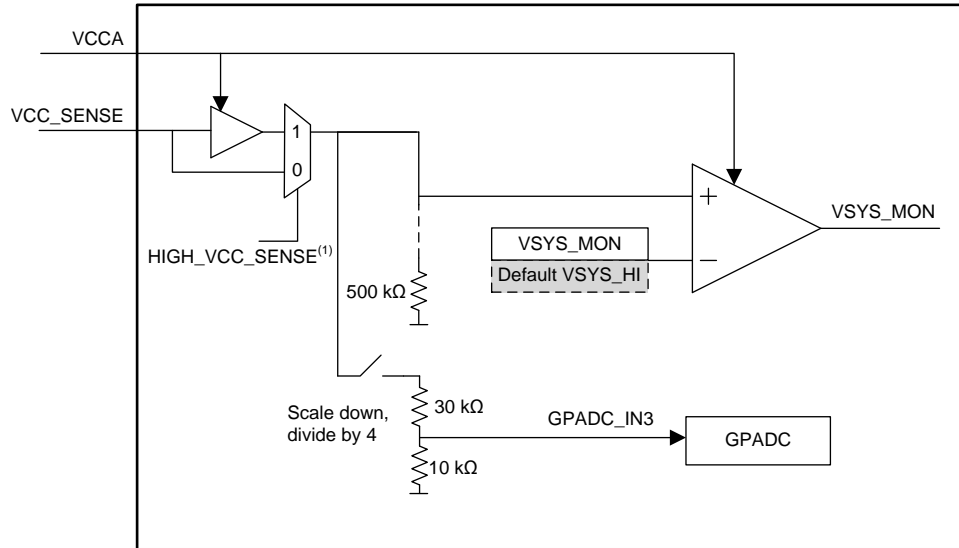 VCCA
VCC_SENSE
1
0
HIGH_VCC_SENSE(1)
+
VSYS_MON
VSYS_MON
−
Default VSYS_HI
500 kΩ
Scale down,
divide by 4
30 kΩ
GPADC_IN3
GPADC
10 kΩ